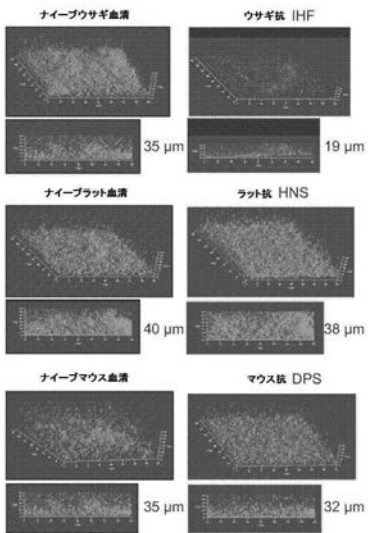 ナイーブウサギ血清
ウサギ抗 IHF
35 μm
19 μm
ナイーブラット血清
ラット抗 HNS
40 μm
38 μm
ナイーブマウス血清
マウス抗 DPS
35 μm
32 μm